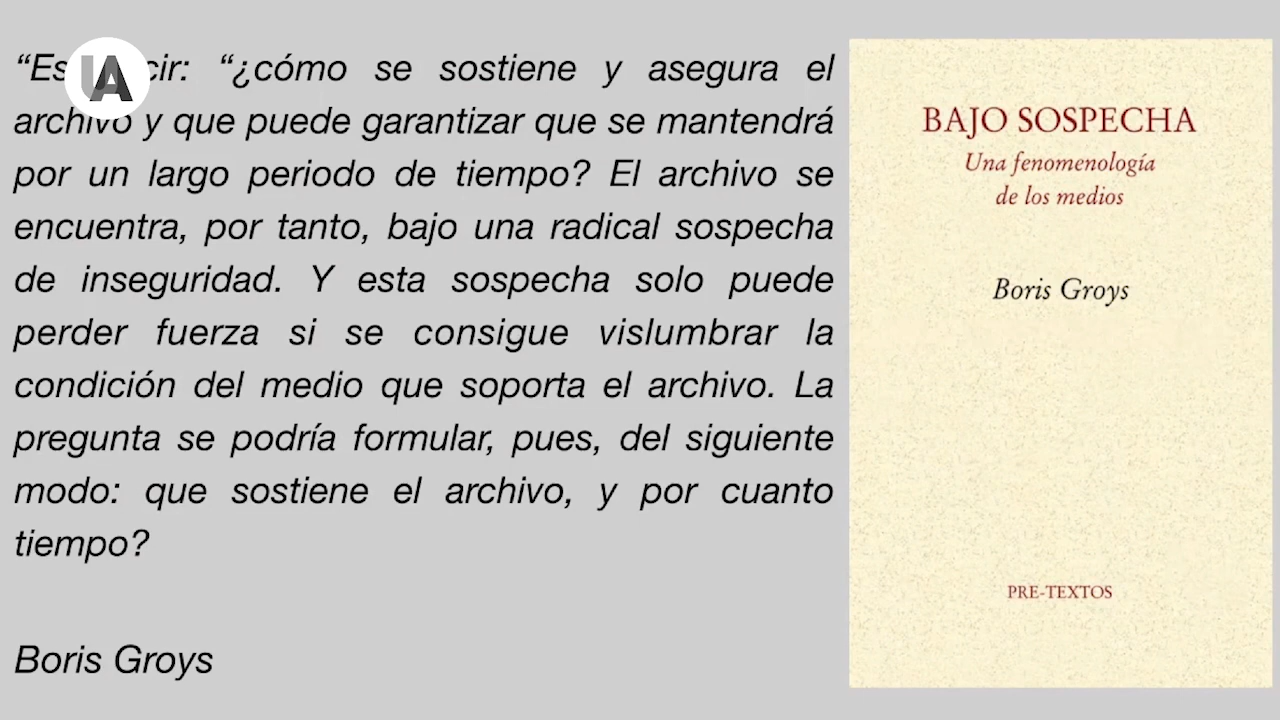 “Es cir: “¿cómo se sostiene y asegura el
archivo y que puede garantizar que se mantendrá
por un largo periodo de tiempo? El archivo se
encuentra, por tanto, bajo una radical sospecha
de inseguridad. Y esta sospecha solo puede
perder fuerza si se consigue vislumbrar la
condición del medio que soporta el archivo. La
pregunta se podría formular, pues, del siguiente
modo: que sostiene el archivo, y por cuanto
tiempo?
Boris Groys
BAJO SOSPECHA
Una fenomenología
de los medios
Boris Groys
PRE-TEXTOS